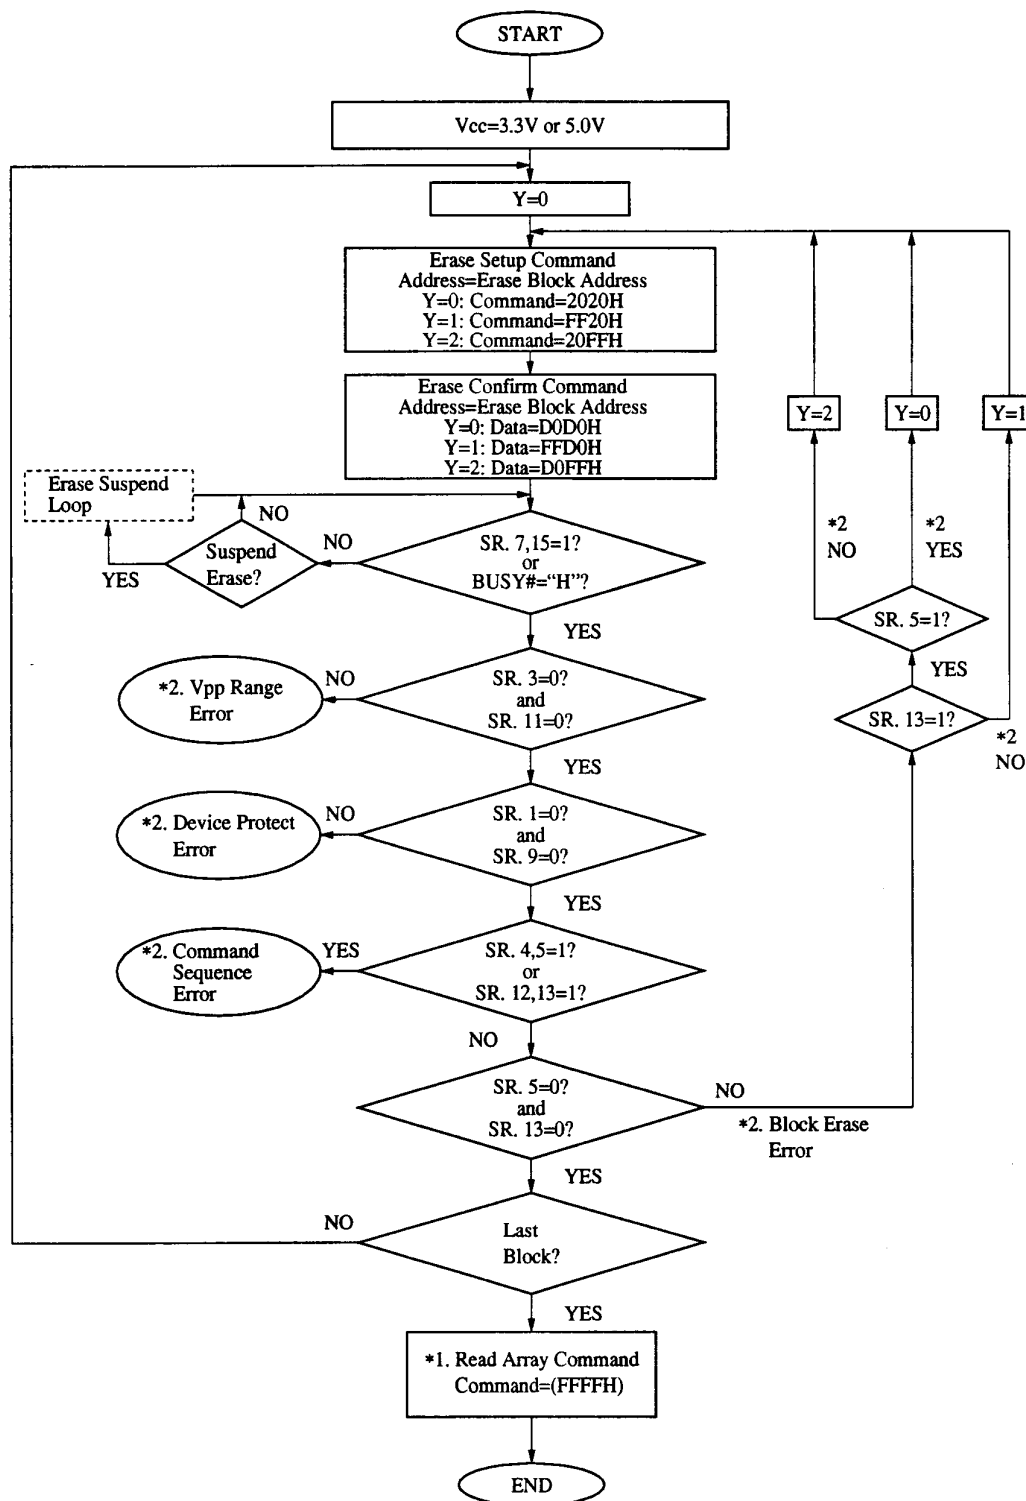 START
Vcc=3.3V or 5.0V
Y=0
Erase Setup Command
Address=Erase Block Address
Y=0: Command=2020H
Y=1: Command=FF20H
Y=2: Command=20FFH
Erase Confirm Command
Address=Erase Block Address
Y=0: Data=D0D0H
Y=1: Data=FFD0H
Y=2: Data=D0FFH
Y=2
Y=0
Y=1
Erase Suspend
Loop
NO
YES
Suspend
Erase?
NO
SR. 7,15=1?
or
BUSY#=“H”?
YES
*2
NO
*2
YES
SR. 5=1?
YES
SR. 13=1?
*2
NO
*2. Vpp Range
Error
NO
SR. 3=0?
and
SR. 11=0?
YES
*2. Device Protect
Error
NO
SR. 1=0?
and
SR. 9=0?
YES
*2. Command
Sequence
Error
YES
SR. 4,5=1?
or
SR. 12,13=1?
NO
SR. 5=0?
and
SR. 13=0?
NO
*2. Block Erase
Error
YES
NO
Last
Block?
YES
*1. Read Array Command
Command=(FFFFH)
END